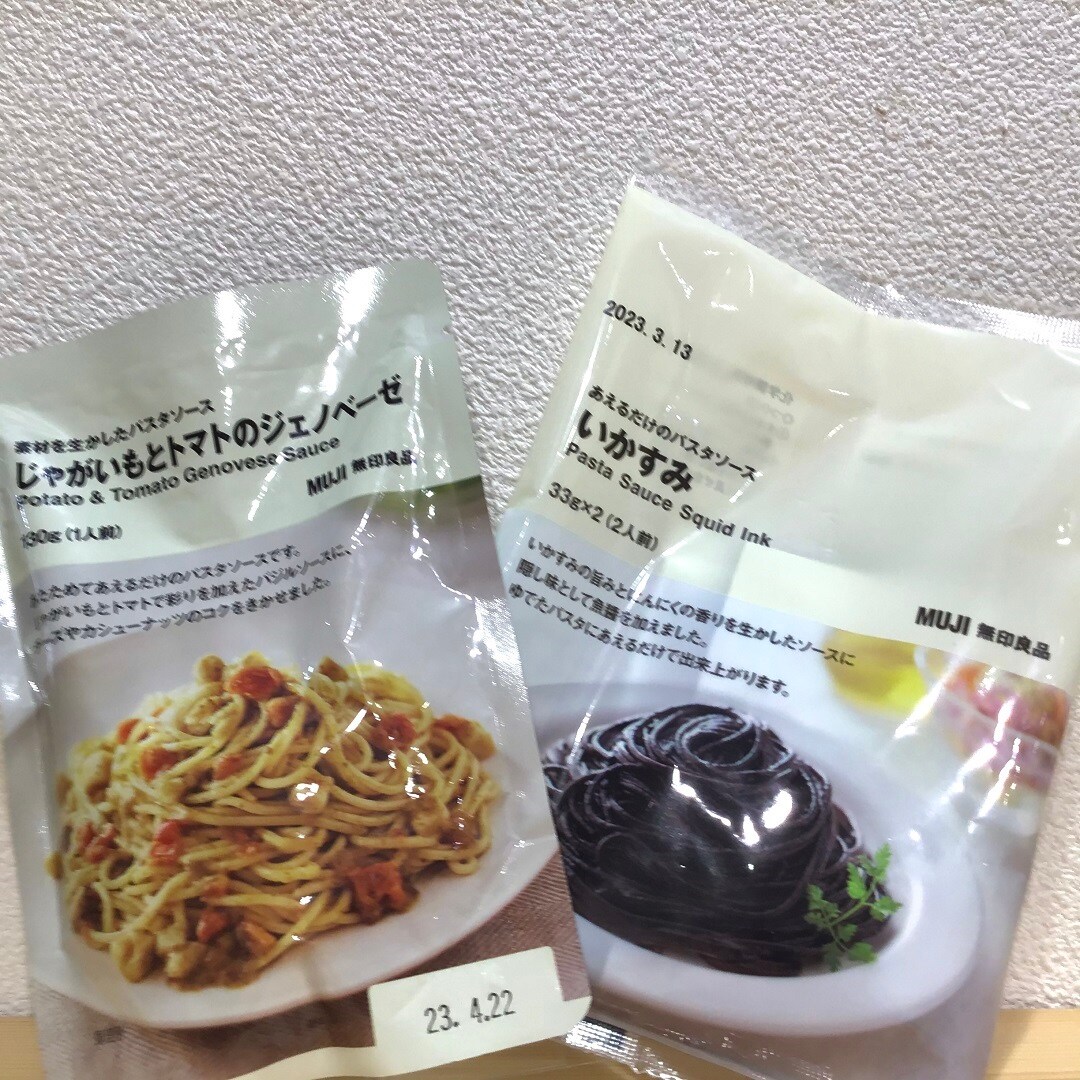 素材を生かしたパスタソース
じゃがいもとトマトのジェノベーゼ
Potato & Tomato Genovese Sauce
MUJI 無印良品
130g(1人前)
ためてあえるだけのパスタソースです。
がいもとトマトで彩りを加えたバジルソースに、
ーズやカシューナッツのコクをきかせました。
23. 4.22
2023. 3. 13
あえるだけのパスタソース
いかすみ
Pasta Sauce Squid Ink
33g×2(2人前)
MUJI 無印良品
いかすみの旨みとにんにくの香りを生かしたソースに
隠し味として魚醤を加えました。
ゆでたパスタにあえるだけで出来上がります。